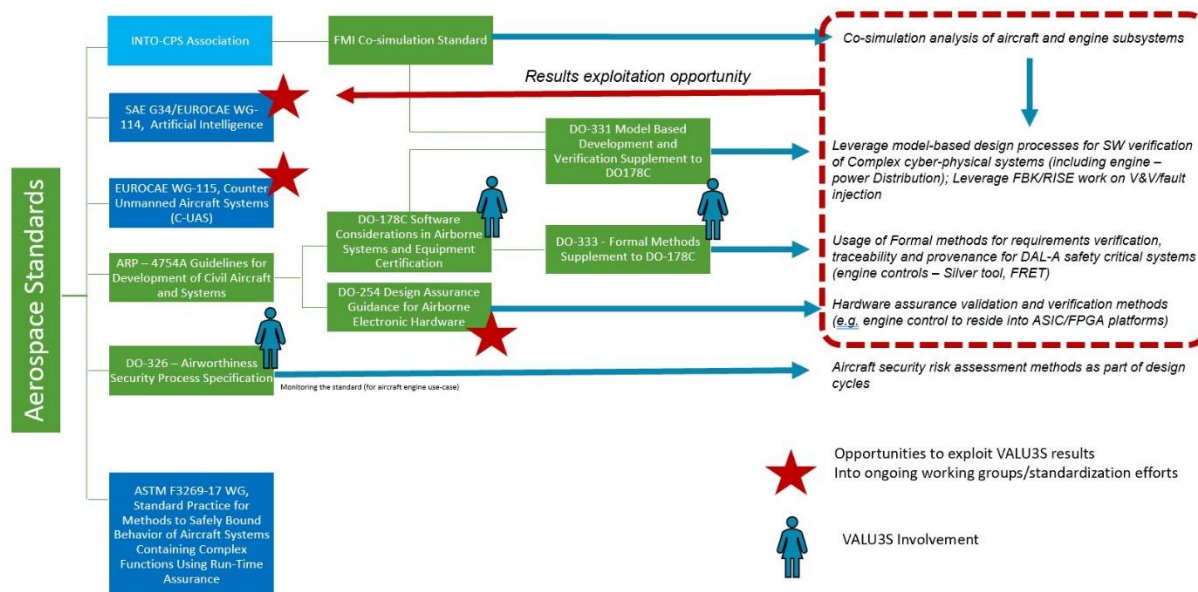 Aerospace Standards
INTO-CPS Association
FMI Co-simulation Standard
Co-simulation analysis of aircraft and engine subsystems
Results exploitation opportunity
SAE G34/EUROCAE WG-
114, Artificial Intelligence
DO-331 Model Based
Development and
Verification Supplement to
DO178C
Leverage model-based design processes for SW verification
of Complex cyber-physical systems (including engine –
power Distribution); Leverage FBK/RISE work on V&V/fault
injection
EUROCAE WG-115, Counter
Unmanned Aircraft Systems
(C-UAS)
DO-178C Software
Considerations in Airborne
Systems and Equipment
Certification
DO-333 - Formal Methods
Supplement to DO-178C
Usage of Formal methods for requirements verification,
traceability and provenance for DAL-A safety critical systems
(engine controls – Silver tool, FRET)
ARP – 4754A Guidelines for
Development of Civil Aircraft
and Systems
DO-254 Design Assurance
Guidance for Airborne
Electronic Hardware
Hardware assurance validation and verification methods
(e.g. engine control to reside into ASIC/FPGA platforms)
DO-326 – Airworthiness
Security Process Specification
Monitoring the standard (for aircraft engine use-case)
Aircraft security risk assessment methods as part of design
cycles
ASTM F3269-17 WG,
Standard Practice for
Methods to Safely Bound
Behavior of Aircraft Systems
Containing Complex
Functions Using Run-Time
Assurance
Opportunities to exploit VALU3S results
Into ongoing working groups/standardization efforts
VALU3S Involvement